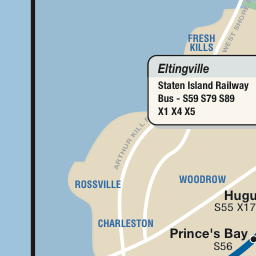 WEST SHORE
FRESH
KILLS
Eltingville
Staten Island Railway
Bus - S59 S79 S89
X1 X4 X5
ARTHUR KILL
ROSSVILLE
WOODROW
Hugu
S55 X17
CHARLESTON
Prince's Bay
S56